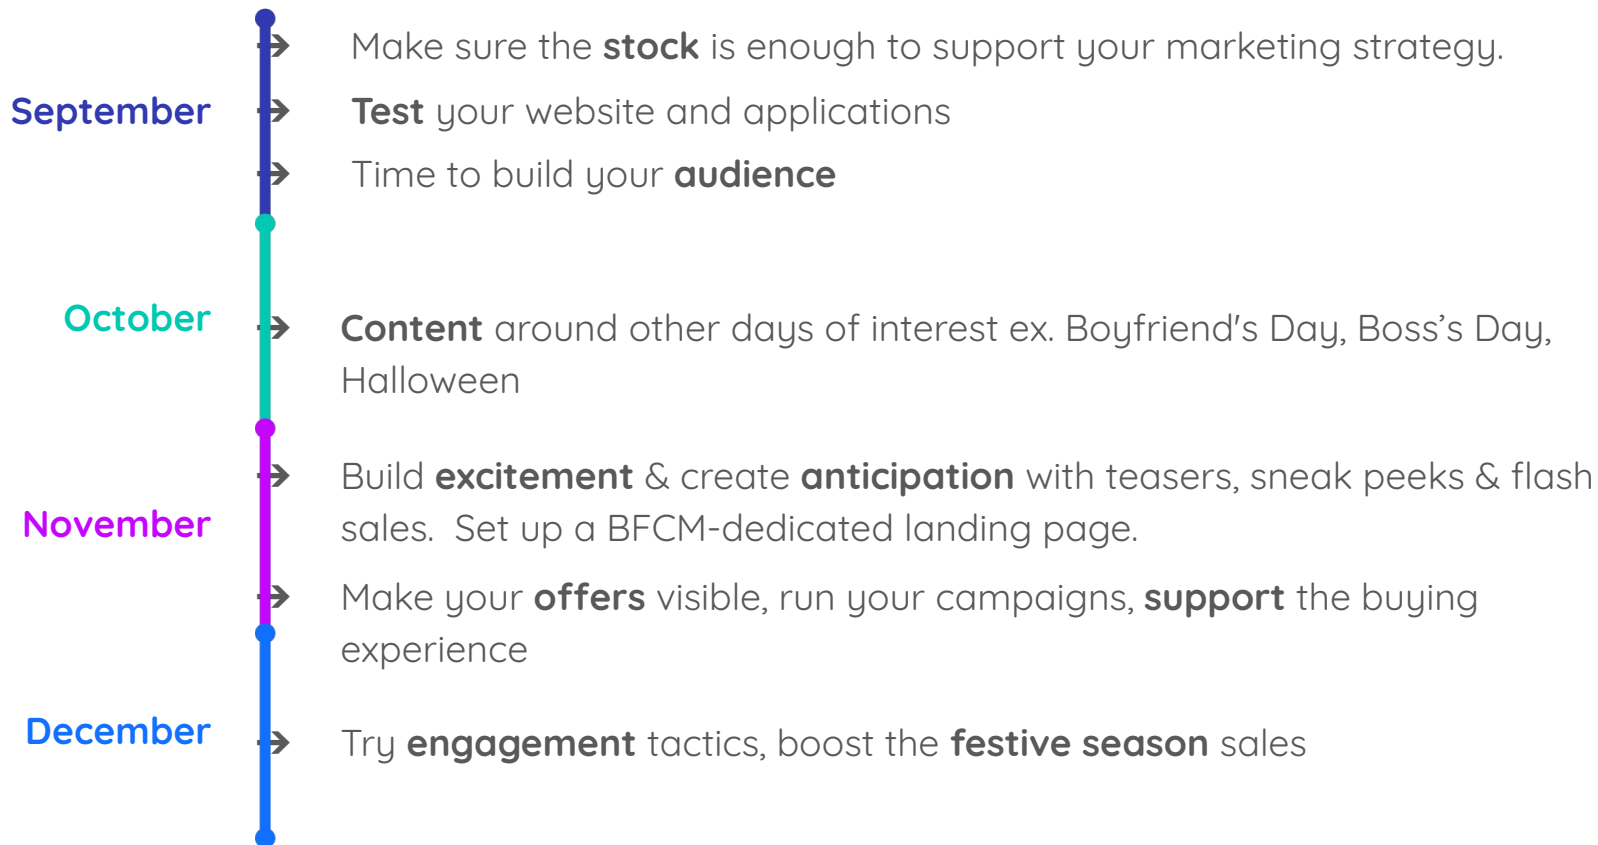 September
Make sure the stock is enough to support your marketing strategy.
Test your website and applications
Time to build your audience
October
Content around other days of interest ex. Boyfriend's Day, Boss’s Day,
Halloween
November
Build excitement & create anticipation with teasers, sneak peeks & flash
sales.  Set up a BFCM-dedicated landing page.
Make your offers visible, run your campaigns, support the buying
experience
December
Try engagement tactics, boost the festive season sales